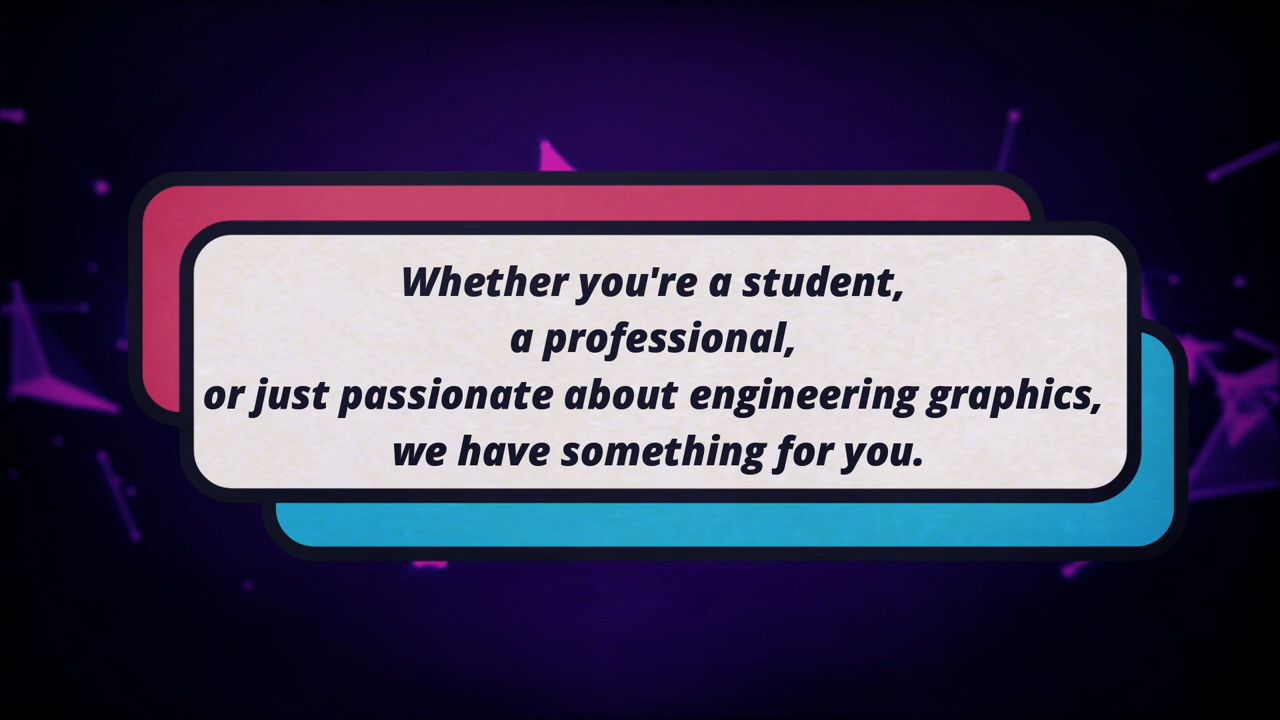 Whether you're a student,
a professional,
or just passionate about engineering graphics,
we have something for you.